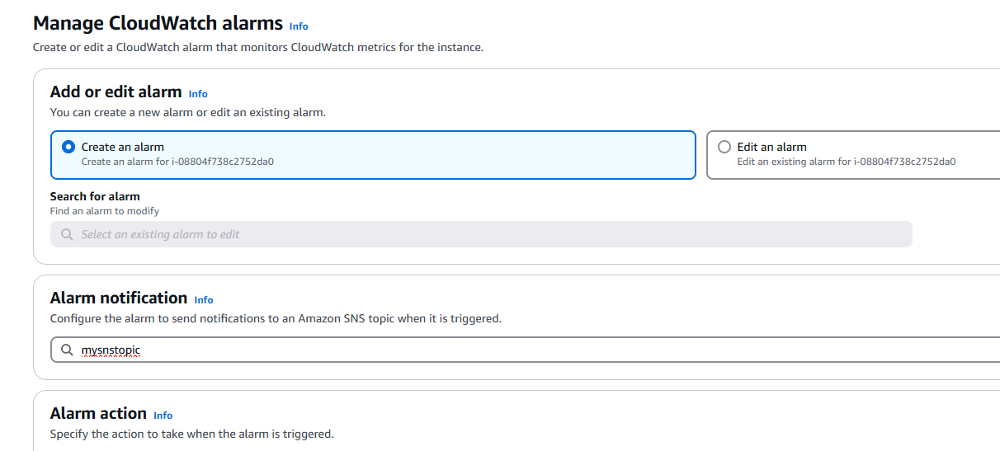 Manage CloudWatch alarms Info
Create or edit a CloudWatch alarm that monitors CloudWatch metrics for the instance.
Add or edit alarm Info
You can create a new alarm or edit an existing alarm.
Create an alarm
Create an alarm for i-08804f738c2752da0
Edit an alarm
Edit an existing alarm for i-08804f738c2752da0
Search for alarm
Find an alarm to modify
Select an existing alarm to edit
Alarm notification Info
Configure the alarm to send notifications to an Amazon SNS topic when it is triggered.
mysnstopic
Alarm action Info
Specify the action to take when the alarm is triggered.